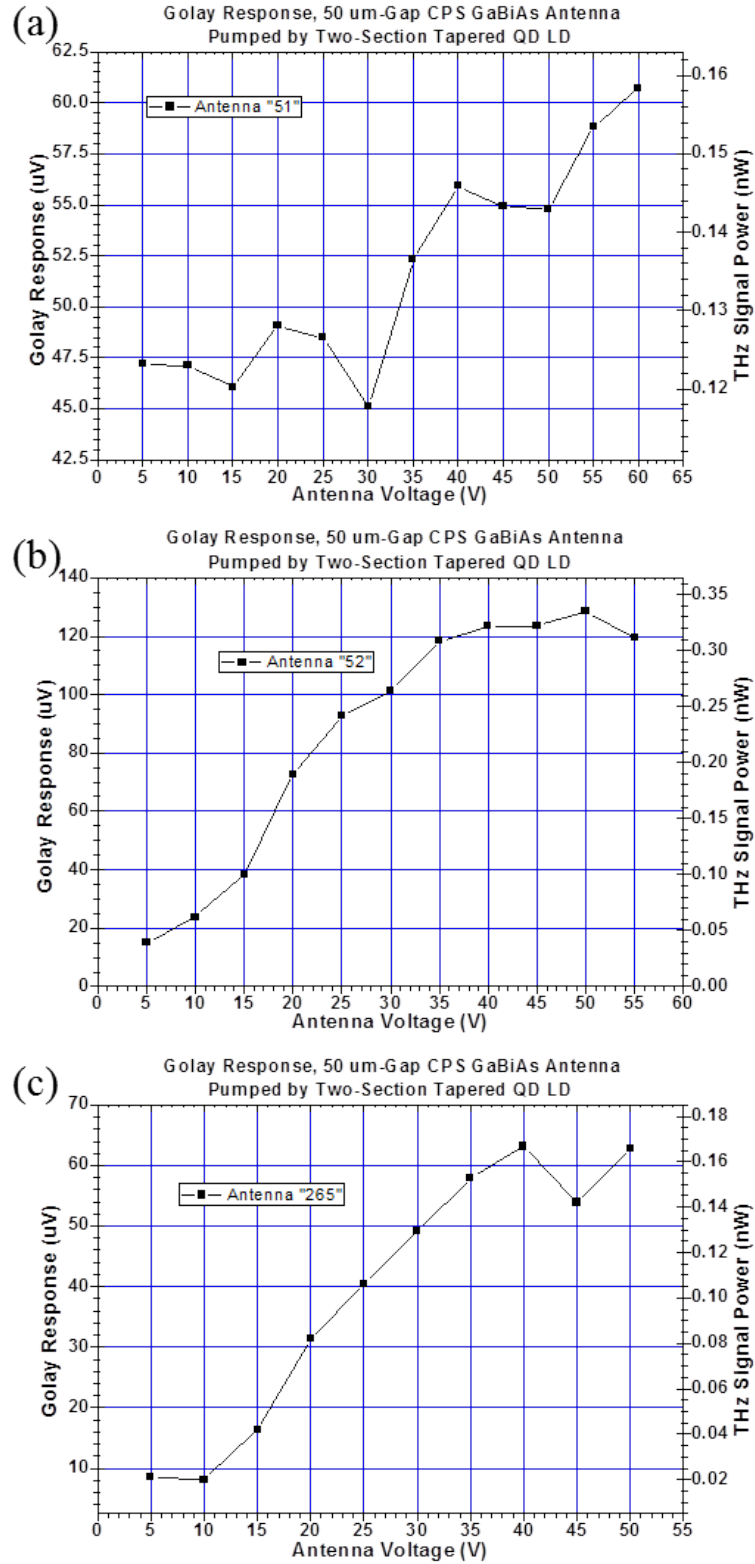 (a)
Golay Response, 50 um-Gap CPS GaBiAs Antenna
Pumped by Two-Section Tapered QD LD
62.5
60.0
57.5
55.0
52.5
50.0
47.5
45.0
42.5
Golay Response (uV)
Antenna "51"
0.16
0.15
0.14
0.13
0.12
THz Signal Power (nW)
0 5 10 15 20 25 30 35 40 45 50 55 60 65
Antenna Voltage (V)
(b)
Golay Response, 50 um-Gap CPS GaBiAs Antenna
Pumped by Two-Section Tapered QD LD
140
120
100
80
60
40
20
0
Golay Response (uV)
Antenna "52"
0.35
0.30
0.25
0.20
0.15
0.10
0.05
0.00
THz Signal Power (nW)
0 5 10 15 20 25 30 35 40 45 50 55 60
Antenna Voltage (V)
(c)
Golay Response, 50 um-Gap CPS GaBiAs Antenna
Pumped by Two-Section Tapered QD LD
70
60
50
40
30
20
10
Golay Response (uV)
Antenna "265"
0.18
0.16
0.14
0.12
0.10
0.08
0.06
0.04
0.02
THz Signal Power (nW)
0 5 10 15 20 25 30 35 40 45 50 55
Antenna Voltage (V)